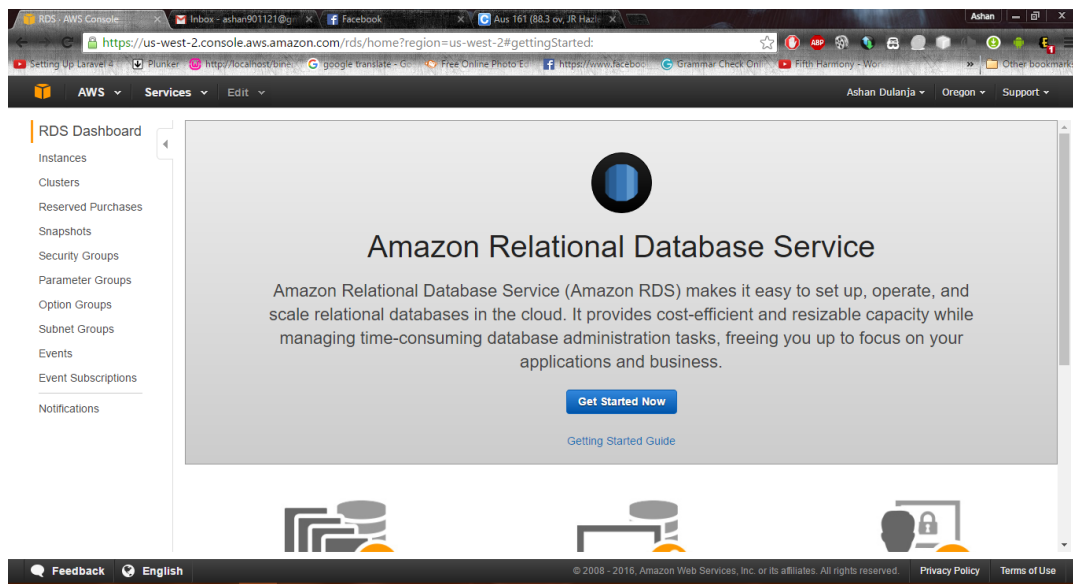 RDS · AWS Console
Inbox - ashan901121@g
Facebook
Aus 161 (88.3 ov, JR Hazle
Ashan
https://us-west-2.console.aws.amazon.com/rds/home?region=us-west-2#gettingStarted:
ABP
Setting Up Laravel 4
Plunker
http://localhost/bine
google translate - Go
Free Online Photo Ed
https://www.faceboo
Grammar Check Onli
Fifth Harmony - Wor
»
Other bookmarks
AWS
Services
Edit
Ashan Dulanja
Oregon
Support
RDS Dashboard
Instances
Clusters
Reserved Purchases
Snapshots
Security Groups
Parameter Groups
Option Groups
Subnet Groups
Events
Event Subscriptions
Notifications
Amazon Relational Database Service
Amazon Relational Database Service (Amazon RDS) makes it easy to set up, operate, and
scale relational databases in the cloud. It provides cost-efficient and resizable capacity while
managing time-consuming database administration tasks, freeing you up to focus on your
applications and business.
Get Started Now
Getting Started Guide
Feedback
English
© 2008 - 2016, Amazon Web Services, Inc. or its affiliates. All rights reserved.
Privacy Policy
Terms of Use